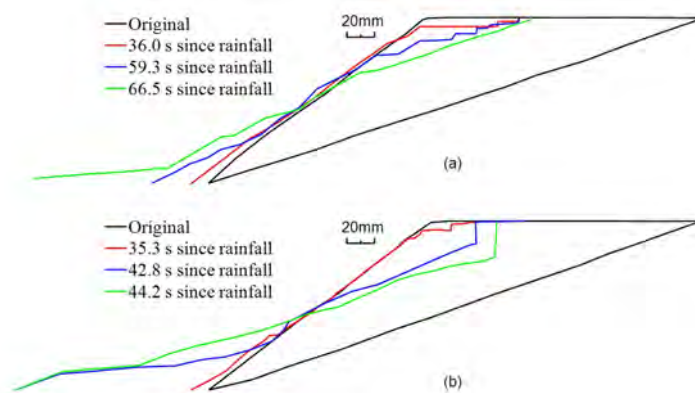 Original
36.0 s since rainfall
59.3 s since rainfall
66.5 s since rainfall
20mm
(a)
Original
35.3 s since rainfall
42.8 s since rainfall
44.2 s since rainfall
20mm
(b)